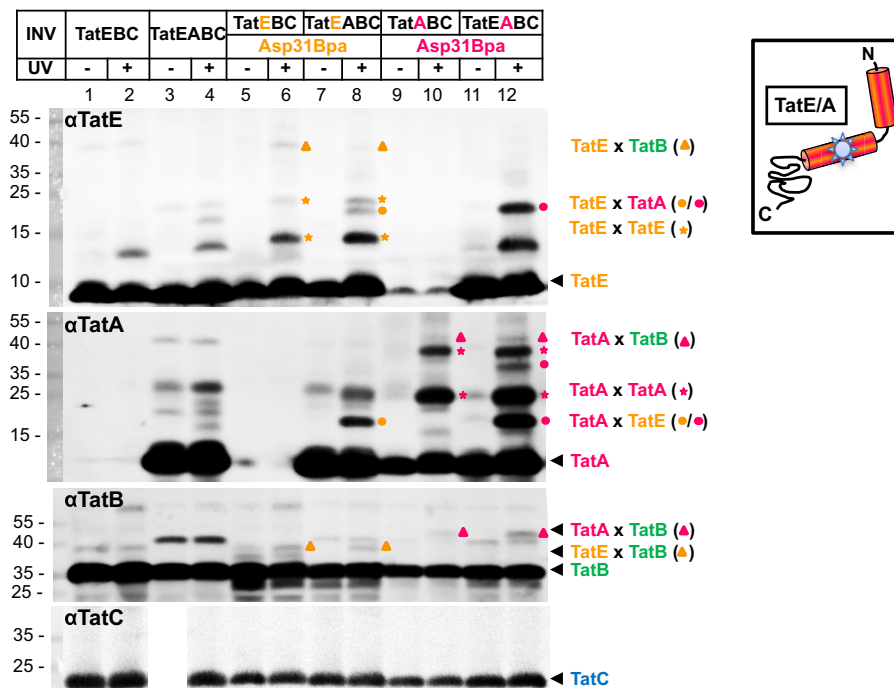 INV TatEBC TatEABC TatEBC TatEABC TatABC TatEABC
Asp31Bpa Asp31Bpa
UV - + - + - + - + - + - +
1 2 3 4 5 6 7 8 9 10 11 12
αTatE
55 -
40 -
35 -
25 -
15 -
10 -
TatE x TatB (▲)
TatE x TatA (●/●)
TatE x TatE (★)
◀ TatE
αTatA
55 -
40 -
35 -
25 -
15 -
TatA x TatB (▲)
TatA x TatA (★)
TatA x TatE (●/●)
◀ TatA
αTatB
55 -
40 -
35 -
25 -
◀ TatA x TatB (▲)
◀ TatE x TatB (▲)
◀ TatB
αTatC
35 -
25 -
◀ TatC
N
TatE/A
C